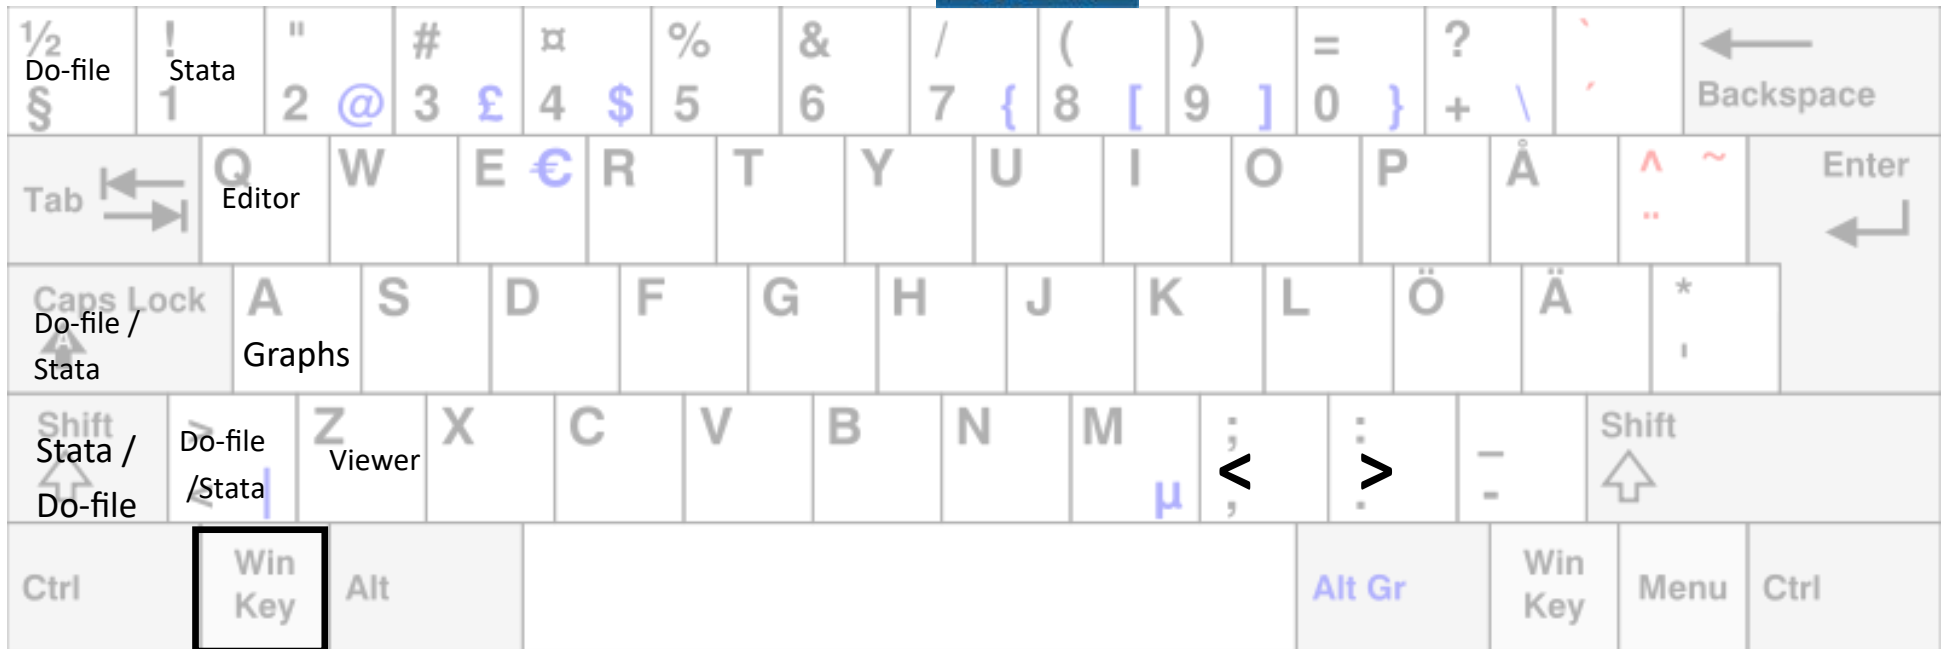 ½ ! " # ¤ % & / ( ) = ? `
Do-file Stata
§ 1 2 @ 3 £ 4 $ 5 6 7 { 8 [ 9 ] 0 } + \ ´
Backspace
Tab Q W E € R T Y U I O P Å ^ ~ Enter
Editor ¨
Caps Lock A S D F G H J K L Ö Ä *
Do-file /
A
Stata
Graphs '
Shift > Z X C V B N M ; : _ Shift
Stata / Do-file Viewer < >
Do-file /Stata < | µ , . -
Ctrl Win Key Alt Alt Gr Win Key Menu Ctrl